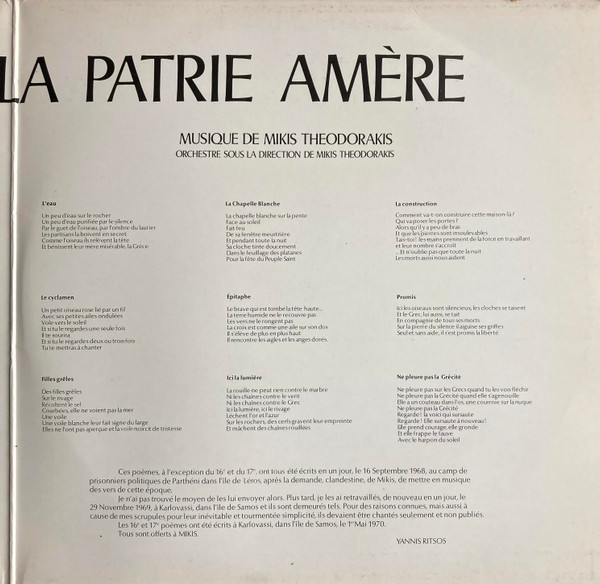 LA PATRIE AMÈRE
MUSIQUE DE MIKIS THEODORAKIS
ORCHESTRE SOUS LA DIRECTION DE MIKIS THEODORAKIS
L'eau
Un peu d'eau sur le rocher
Un peu d'eau purifiée par le silence
Par le guet de l'oiseau, par l'ombre du laurier
Les partisans la boivent en secret
Comme l'oiseau ils relèvent la tête
Et bénissent leur mère misérable, la Grèce
La Chapelle Blanche
La chapelle blanche sur la pente
Face au soleil
Fait feu
De sa fenêtre meurtrière
Et pendant toute la nuit
Sa cloche tinte doucement
Dans le feuillage des platanes
Pour la fête du Peuple Saint
La construction
Comment va-t-on construire cette maison-là ?
Qui va poser les portes ?
Alors qu'il y a peu de bras
Et que les pierres sont insoulevables
Tais-toi ! les mains prennent de la force en travaillant
et leur nombre s'accroît
... Et n'oublie pas que toute la nuit
Les morts aussi nous aident
Le cyclamen
Un petit oiseau rose lié par un fil
Avec ses petites ailes ondulées
Vole vers le soleil
Et si tu le regardes une seule fois
Il te sourira
Et si tu le regardes deux ou trois fois
Tu te mettras à chanter
Épitaphe
Le brave qui est tombé la tête haute...
La terre humide ne le recouvre pas
Les vers ne le rongent pas
La croix est comme une aile sur son dos
Il s'élève de plus en plus haut
Il rencontre les aigles et les anges dorés.
Promis
Ici les oiseaux sont silencieux, les cloches se taisent
Et le Grec, lui aussi, se tait
En compagnie de tous ses morts
Sur la pierre du silence il aiguise ses griffes
Seul et sans aide, il s'est promis la liberté.
Filles grêles
Des filles grêles
Sur le rivage
Récoltent le sel
Courbées, elle ne voient pas la mer
Une voile
Une voile blanche leur fait signe du large
Elles ne l'ont pas aperçue et la voile noircit de tristesse
Ici la lumière
La rouille ne peut rien contre le marbre
Ni les chaînes contre le vent
Ni les chaînes contre le Grec
Ici la lumière, ici le rivage
Lèchent l'or et l'azur
Sur les rochers, des cerfs gravent leur empreinte
Et mâchent des chaînes rouillées
Ne pleure pas la Grécité
Ne pleure pas sur les Grecs quand tu les vois fléchir
Ne pleure pas la Grécité quand elle s'agenouille
Elle a un couteau dans l'os, une courroie sur la nuque
Ne pleure pas la Grécité
Regarde ! la voici qui sursaute
Regarde ! Elle sursaute à nouveau !
Elle prend courage, elle gronde
Et elle frappe le fauve
Avec le harpon du soleil
Ces poèmes, à l'exception du 16e et du 17e, ont tous été écrits en un jour, le 16 Septembre 1968, au camp de
prisonniers politiques de Parthéni dans l'île de Léros, après la demande, clandestine, de Mikis, de mettre en musique
des vers de cette époque.
Je n'ai pas trouvé le moyen de les lui envoyer alors. Plus tard, je les ai retravaillés, de nouveau en un jour, le
29 Novembre 1969, à Karlovassi, dans l'île de Samos et ils sont demeurés tels. Pour des raisons connues, mais aussi à
cause de mes scrupules pour leur inévitable et tourmentée simplicité, ils devaient être chantés seulement et non publiés.
Les 16e et 17e poèmes ont été écrits à Karlovassi, dans l'île de Samos, le 1er Mai 1970.
Tous sont offerts à MIKIS.
YANNIS RITSOS